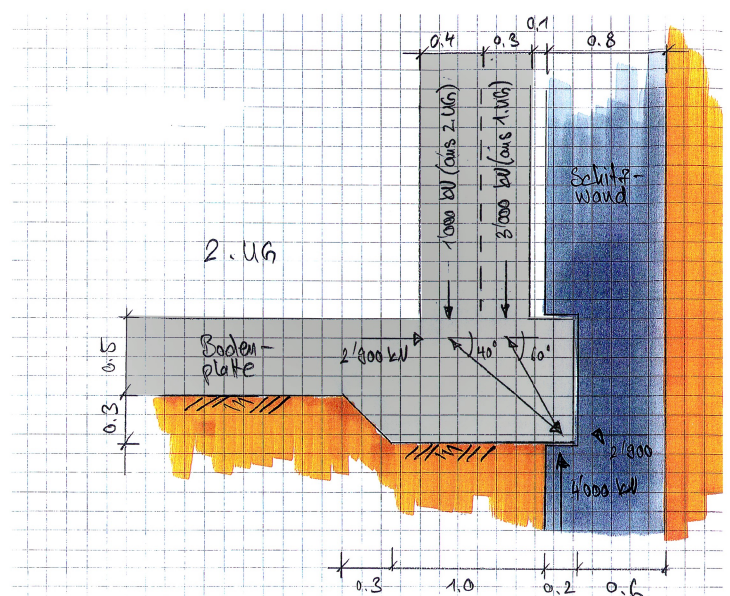 0.1
0.4
0.3
0.8
1'000 kN (aus 2.UG)
3'000 kN (aus 1.UG)
Schlitz-
wand
2.UG
0.5
Boden-
platte
2'900 kN
40°
60°
0.3
2'900
4'000 kN
0.3
1.0
0.2
0.6